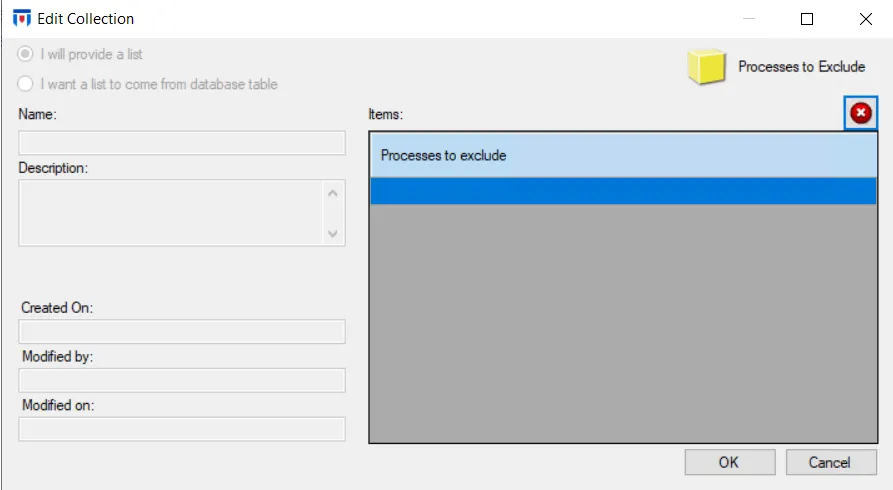 Edit Collection
I will provide a list
I want a list to come from database table
Processes to Exclude
Name:
Description:
Created On:
Modified by:
Modified on:
Items:
Processes to exclude
OK
Cancel